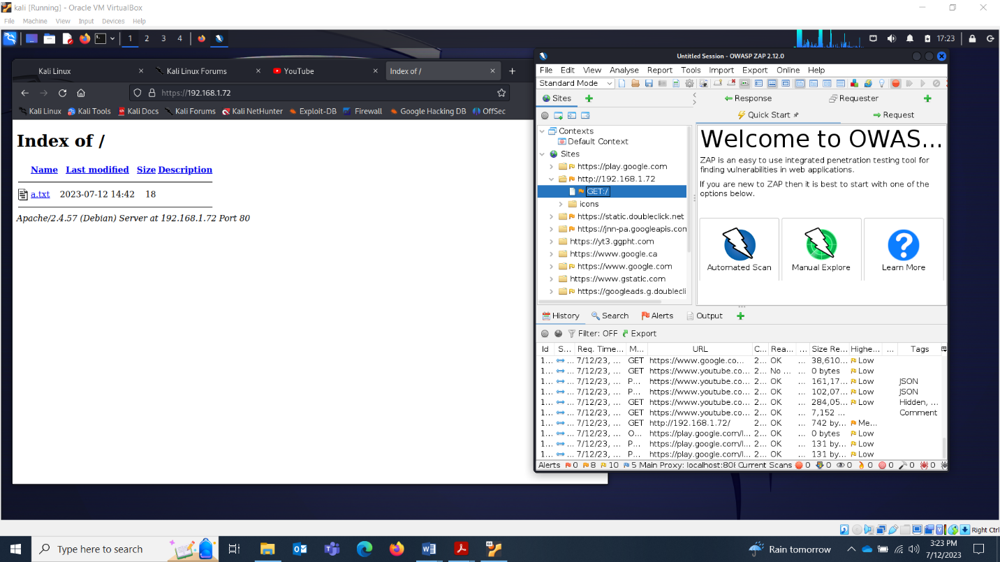 kali [Running] - Oracle VM VirtualBox
File Machine View Input Devices Help
1 2 3 4
17:23
Kali Linux
Kali Linux Forums
YouTube
Index of /
https://192.168.1.72
Kali Linux Kali Tools Kali Docs Kali Forums Kali NetHunter Exploit-DB Firewall Google Hacking DB OffSec
Index of /
Name Last modified Size Description
a.txt 2023-07-12 14:42 18
Apache/2.4.57 (Debian) Server at 192.168.1.72 Port 80
Untitled Session - OWASP ZAP 2.12.0
File Edit View Analyse Report Tools Import Export Online Help
Standard Mode
Sites
Response Requester
Quick Start Request
Contexts
Default Context
Sites
https://play.google.com
http://192.168.1.72
GET:/
icons
https://static.doubleclick.net
https://jnn-pa.googleapis.com
https://yt3.ggpht.com
https://www.google.ca
https://www.google.com
https://www.gstatic.com
https://googleads.g.doublecli
Welcome to OWAS...
ZAP is an easy to use integrated penetration testing tool for
finding vulnerabilities in web applications.
If you are new to ZAP then it is best to start with one of the
options below.
Automated Scan Manual Explore Learn More
History Search Alerts Output
Filter: OFF Export
Id S... Req. Time... M... URL C... Rea... ... Size Re... Highe... ... Tags
1... ... 7/12/23, ... GET https://www.google.co... 2... OK ... 38,610... Low
1... ... 7/12/23, ... GET https://www.youtube.co... 2... No ... ... 0 bytes Low
1... ... 7/12/23, ... P... https://www.youtube.co... 2... OK ... 161,17... Low JSON
1... ... 7/12/23, ... P... https://www.youtube.co... 2... OK ... 102,07... Low JSON
1... ... 7/12/23, ... GET https://www.youtube.co... 2... OK ... 284,05... Low Hidden, ...
1... ... 7/12/23, ... GET https://www.youtube.co... 2... OK ... 7,152 ... Comment
1... ... 7/12/23, ... GET http://192.168.1.72/ 2... OK ... 742 by... Me...
1... ... 7/12/23, ... O... https://play.google.com/l... 2... OK ... 0 bytes Low
1... ... 7/12/23, ... P... https://play.google.com/l... 2... OK ... 131 by... Low
1... ... 7/12/23, ... P... https://play.google.com/l... 2... OK ... 131 by... Low
Alerts 0 8 10 5 Main Proxy: localhost:808 Current Scans 0 0 0 0 0 0 0
Right Ctrl
Type here to search
Rain tomorrow
3:23 PM
7/12/2023